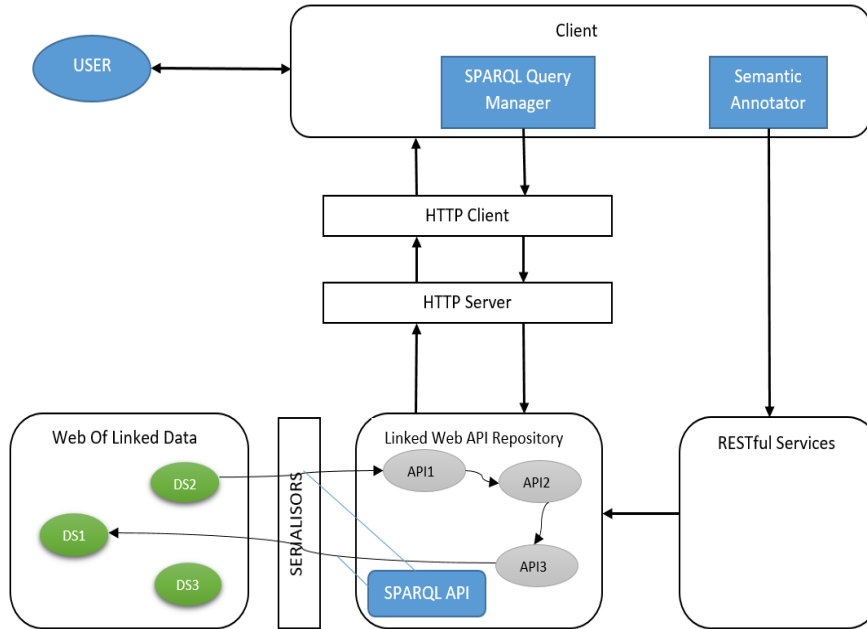 Client
USER
SPARQL Query
Manager
Semantic
Annotator
HTTP Client
HTTP Server
Web Of Linked Data
SERIALISORS
Linked Web API Repository
RESTful Services
DS2
API1
API2
DS1
API3
DS3
SPARQL API